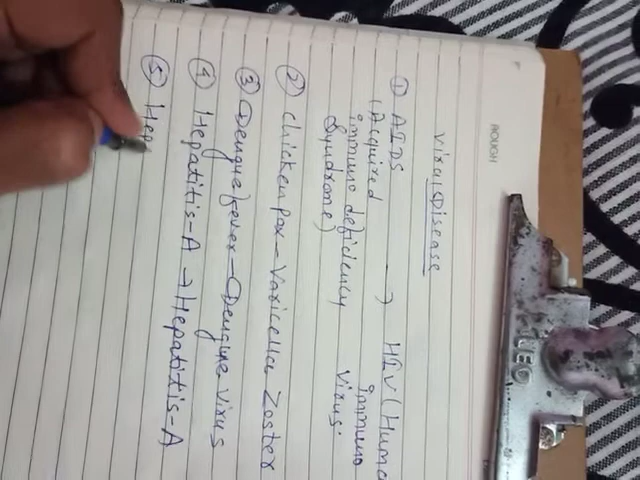 ROUGH
Viral Disease
① AIDS → HIV (Human
(Acquired immuno
immuno deficiency Virus.
Syndrome)
② Chicken pox - Varicella Zoster
③ Dengue fever - Dengue Virus
④ Hepatitis-A → Hepatitis-A
⑤ Hep
LEO